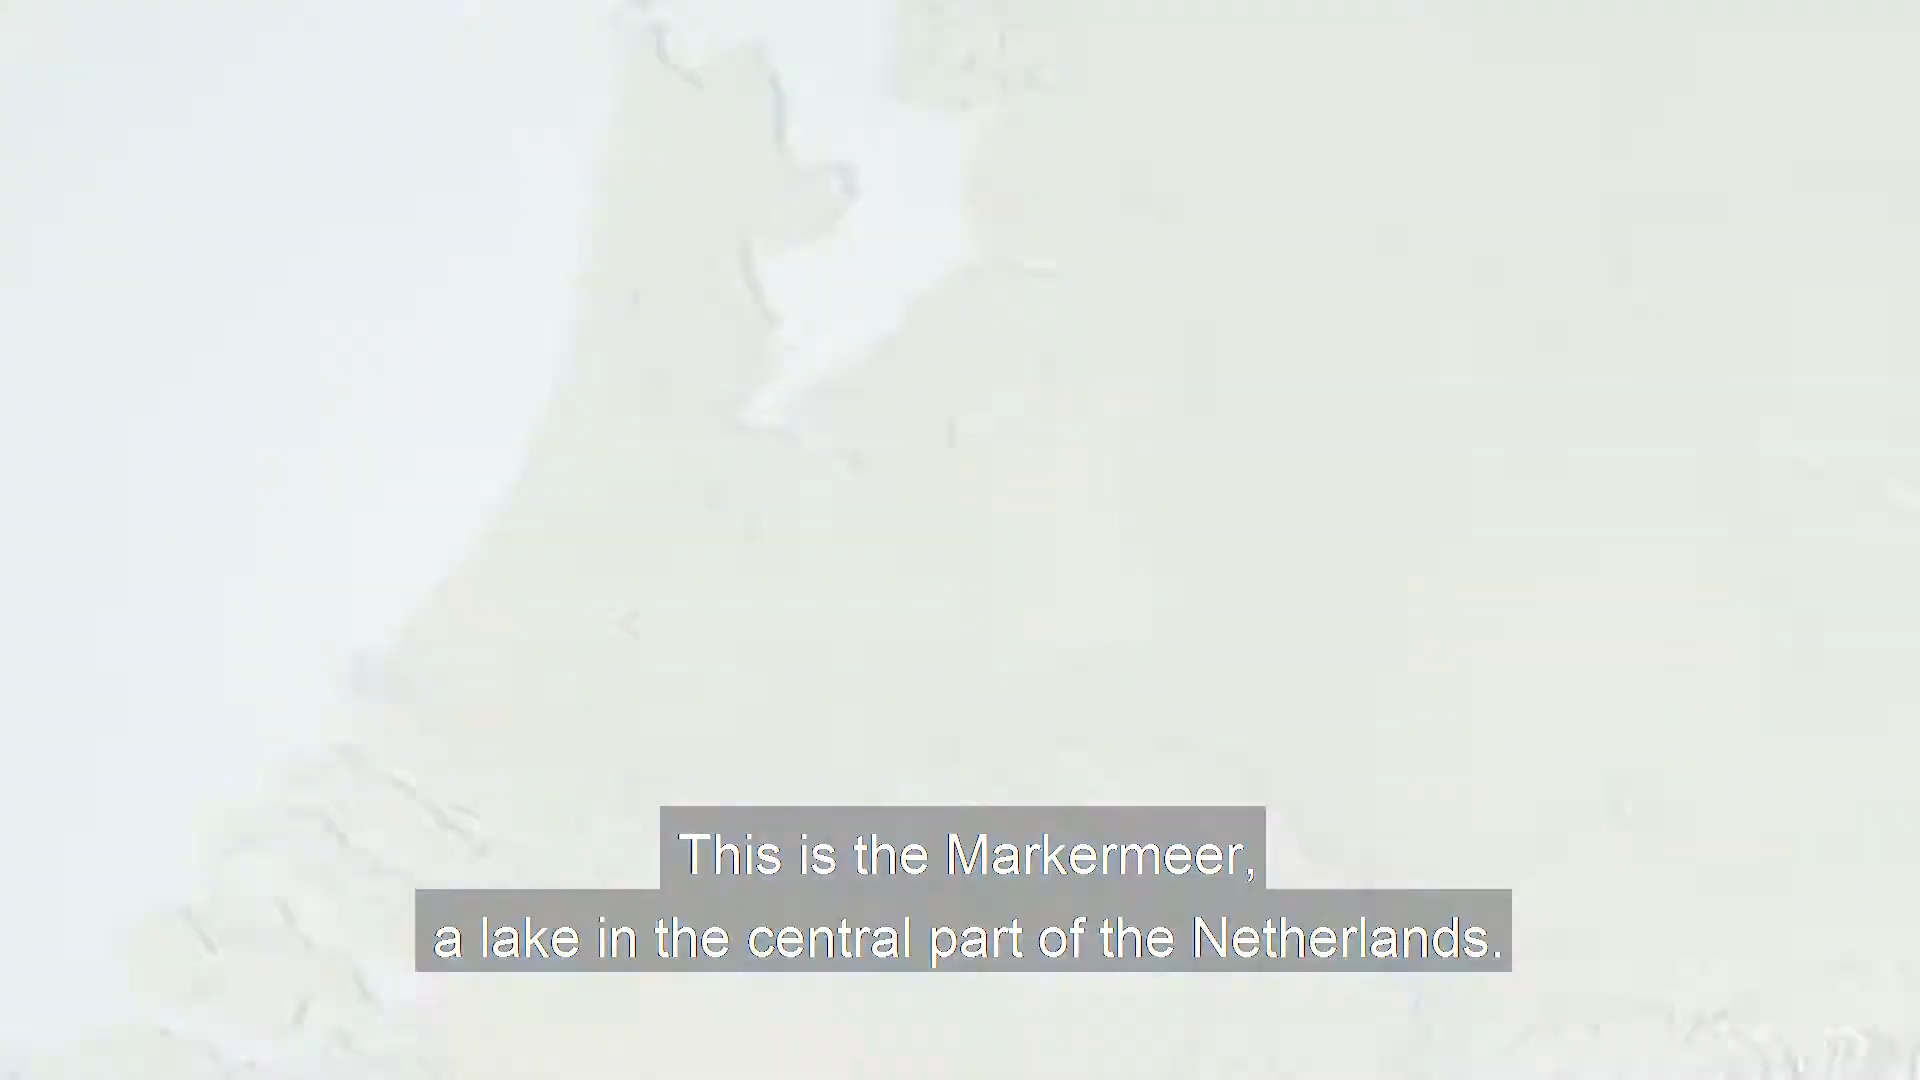 This is the Markermeer,
a lake in the central part of the Netherlands.